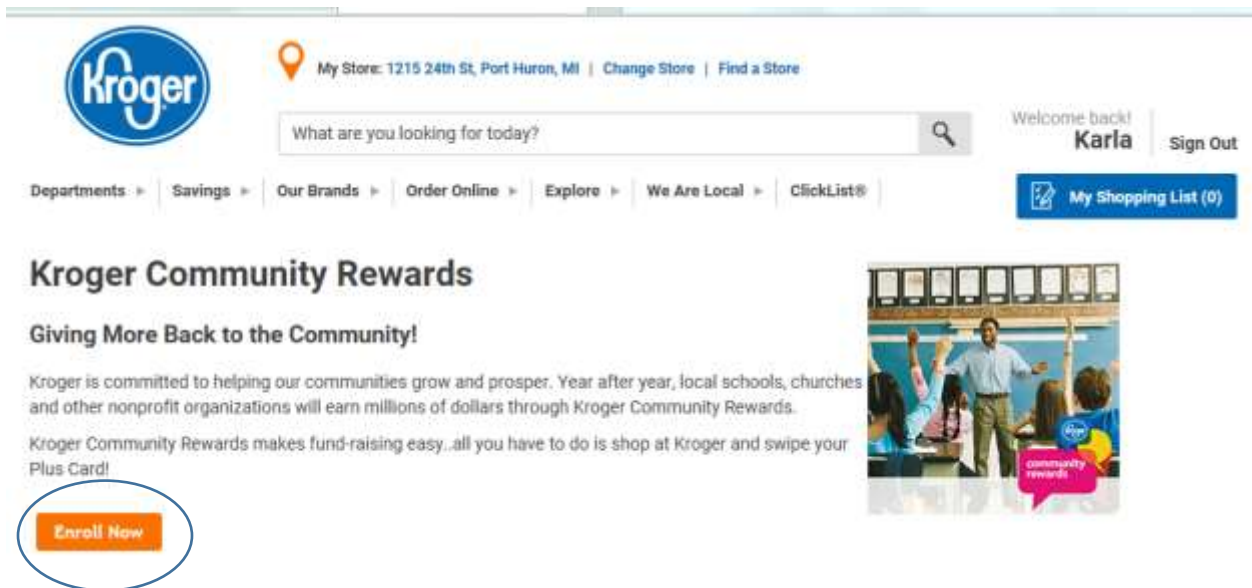 Kroger
My Store: 1215 24th St, Port Huron, MI | Change Store | Find a Store
What are you looking for today?
Welcome back!
Karla
Sign Out
Departments
Savings
Our Brands
Order Online
Explore
We Are Local
ClickList®
My Shopping List (0)
Kroger Community Rewards
Giving More Back to the Community!
Kroger is committed to helping our communities grow and prosper. Year after year, local schools, churches
and other nonprofit organizations will earn millions of dollars through Kroger Community Rewards.
Kroger Community Rewards makes fund-raising easy..all you have to do is shop at Kroger and swipe your
Plus Card!
Kroger
community
rewards
Enroll Now